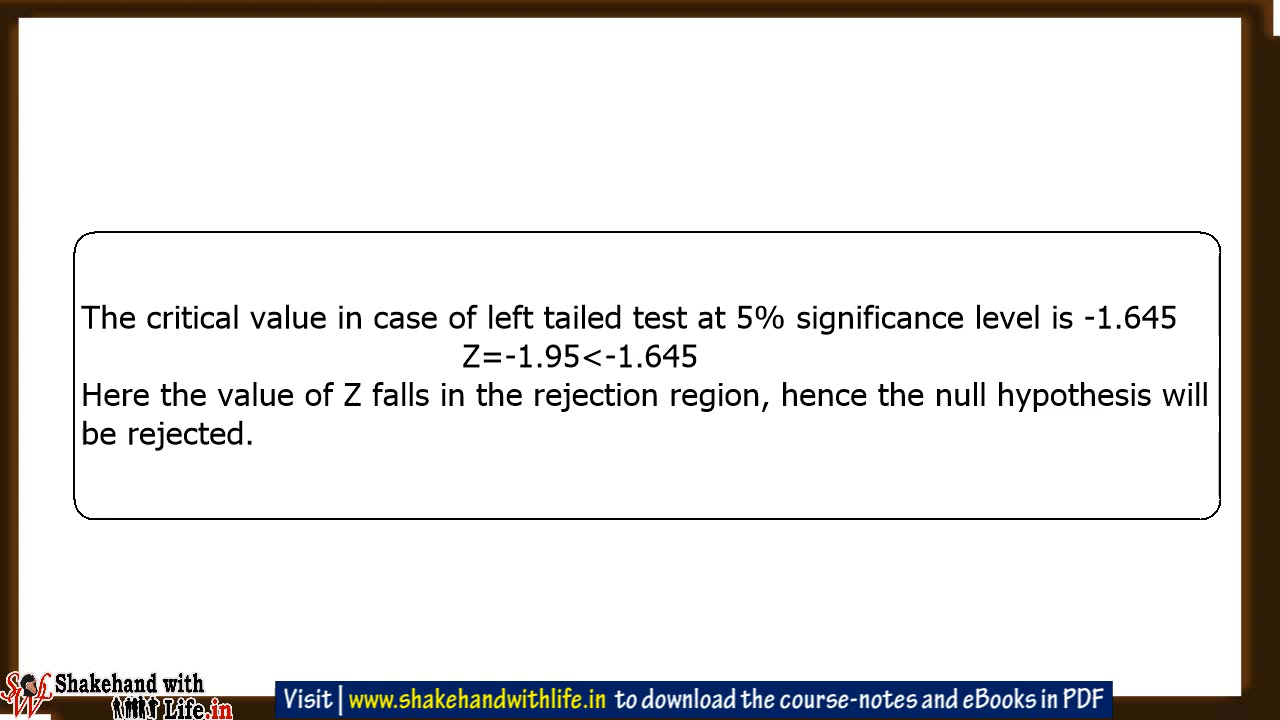 The critical value in case of left tailed test at 5% significance level is -1.645
Z=-1.95<-1.645
Here the value of Z falls in the rejection region, hence the null hypothesis will
be rejected.
Shakehand with
Life.in
Visit | www.shakehandwithlife.in to download the course-notes and eBooks in PDF